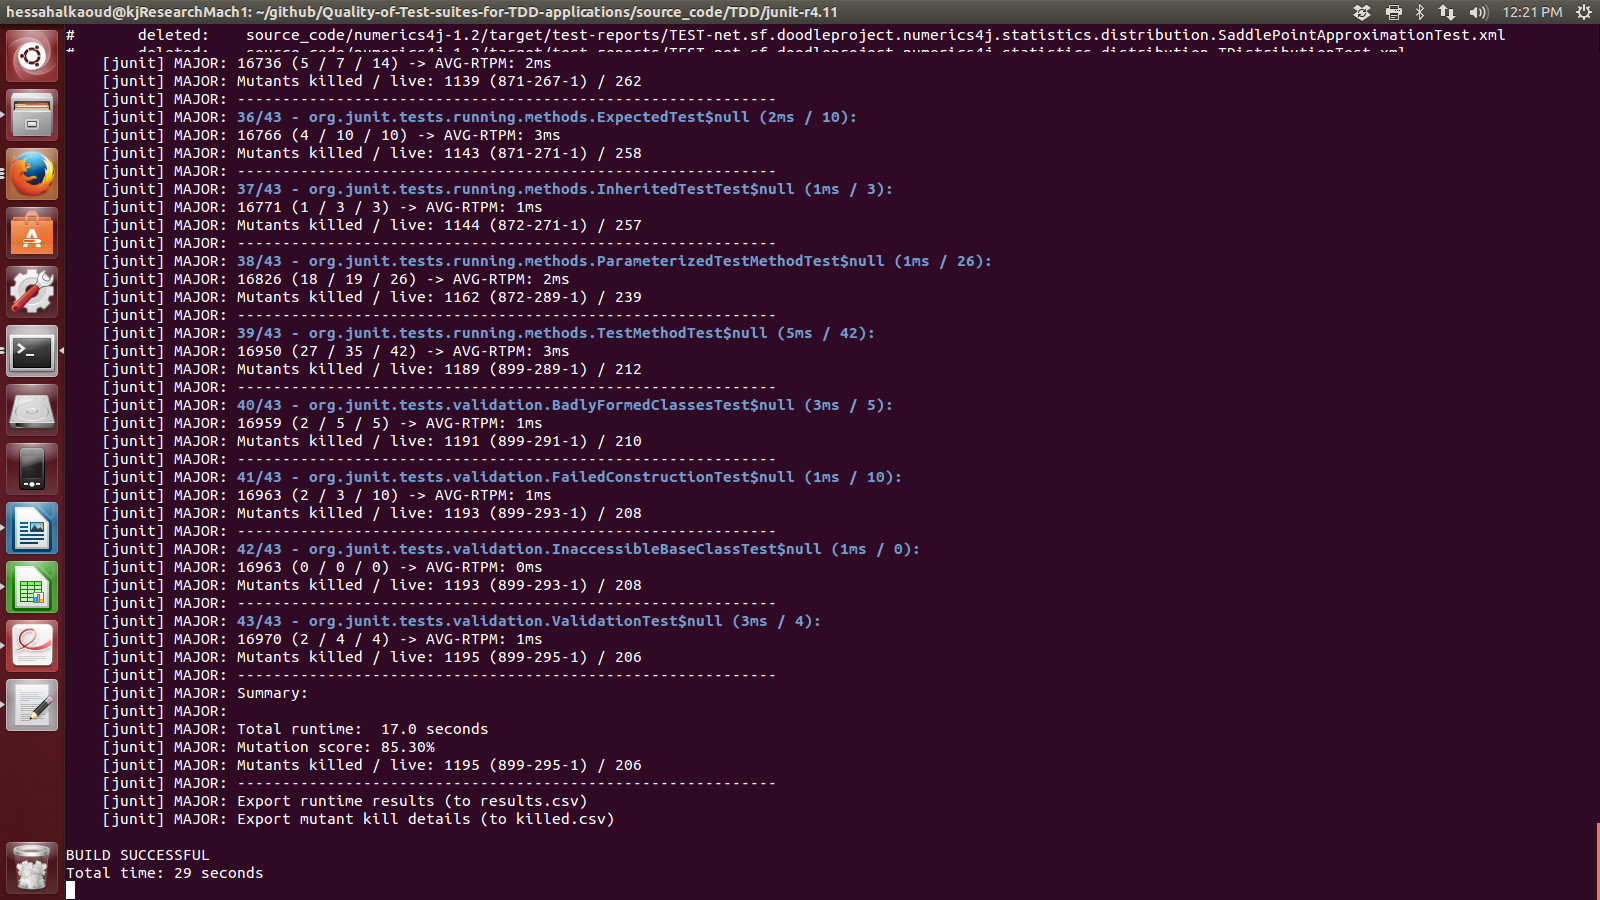 hessahalkaoud@kjResearchMach1: ~/github/Quality-of-Test-suites-for-TDD-applications/source_code/TDD/junit-r4.11
12:21 PM
#       deleted:    source_code/numerics4j-1.2/target/test-reports/TEST-net.sf.doodleproject.numerics4j.statistics.distribution.SaddlePointApproximationTest.xml
#       deleted:    source_code/numerics4j-1.2/target/test-reports/TEST-net.sf.doodleproject.numerics4j.statistics.distribution.TDistributionTest.xml
[junit] MAJOR: 16736 (5 / 7 / 14) -> AVG-RTPM: 2ms
[junit] MAJOR: Mutants killed / live: 1139 (871-267-1) / 262
[junit] MAJOR: ------------------------------------------------------------
[junit] MAJOR: 36/43 - org.junit.tests.running.methods.ExpectedTest$null (2ms / 10):
[junit] MAJOR: 16766 (4 / 10 / 10) -> AVG-RTPM: 3ms
[junit] MAJOR: Mutants killed / live: 1143 (871-271-1) / 258
[junit] MAJOR: ------------------------------------------------------------
[junit] MAJOR: 37/43 - org.junit.tests.running.methods.InheritedTestTest$null (1ms / 3):
[junit] MAJOR: 16771 (1 / 3 / 3) -> AVG-RTPM: 1ms
[junit] MAJOR: Mutants killed / live: 1144 (872-271-1) / 257
[junit] MAJOR: ------------------------------------------------------------
[junit] MAJOR: 38/43 - org.junit.tests.running.methods.ParameterizedTestMethodTest$null (1ms / 26):
[junit] MAJOR: 16826 (18 / 19 / 26) -> AVG-RTPM: 2ms
[junit] MAJOR: Mutants killed / live: 1162 (872-289-1) / 239
[junit] MAJOR: ------------------------------------------------------------
[junit] MAJOR: 39/43 - org.junit.tests.running.methods.TestMethodTest$null (5ms / 42):
[junit] MAJOR: 16950 (27 / 35 / 42) -> AVG-RTPM: 3ms
[junit] MAJOR: Mutants killed / live: 1189 (899-289-1) / 212
[junit] MAJOR: ------------------------------------------------------------
[junit] MAJOR: 40/43 - org.junit.tests.validation.BadlyFormedClassesTest$null (3ms / 5):
[junit] MAJOR: 16959 (2 / 5 / 5) -> AVG-RTPM: 1ms
[junit] MAJOR: Mutants killed / live: 1191 (899-291-1) / 210
[junit] MAJOR: ------------------------------------------------------------
[junit] MAJOR: 41/43 - org.junit.tests.validation.FailedConstructionTest$null (1ms / 10):
[junit] MAJOR: 16963 (2 / 3 / 10) -> AVG-RTPM: 1ms
[junit] MAJOR: Mutants killed / live: 1193 (899-293-1) / 208
[junit] MAJOR: ------------------------------------------------------------
[junit] MAJOR: 42/43 - org.junit.tests.validation.InaccessibleBaseClassTest$null (1ms / 0):
[junit] MAJOR: 16963 (0 / 0 / 0) -> AVG-RTPM: 0ms
[junit] MAJOR: Mutants killed / live: 1193 (899-293-1) / 208
[junit] MAJOR: ------------------------------------------------------------
[junit] MAJOR: 43/43 - org.junit.tests.validation.ValidationTest$null (3ms / 4):
[junit] MAJOR: 16970 (2 / 4 / 4) -> AVG-RTPM: 1ms
[junit] MAJOR: Mutants killed / live: 1195 (899-295-1) / 206
[junit] MAJOR: ------------------------------------------------------------
[junit] MAJOR: Summary:
[junit] MAJOR:
[junit] MAJOR: Total runtime:  17.0 seconds
[junit] MAJOR: Mutation score: 85.30%
[junit] MAJOR: Mutants killed / live: 1195 (899-295-1) / 206
[junit] MAJOR: ------------------------------------------------------------
[junit] MAJOR: Export runtime results (to results.csv)
[junit] MAJOR: Export mutant kill details (to killed.csv)
BUILD SUCCESSFUL
Total time: 29 seconds